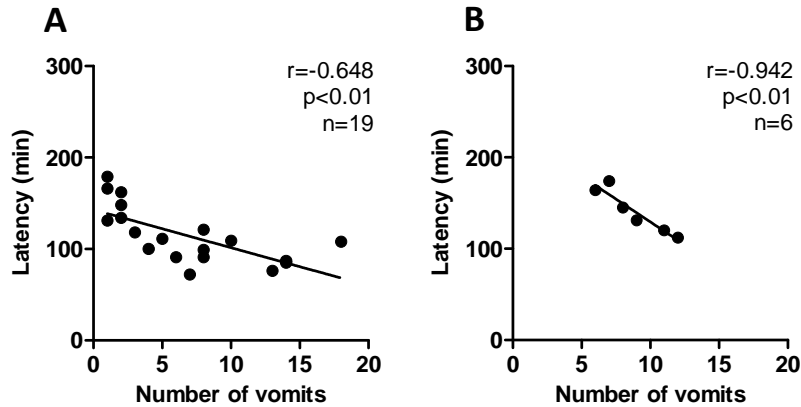 A
r=-0.648
p<0.01
n=19
300
200
100
0
Latency (min)
0 5 10 15 20
Number of vomits
B
r=-0.942
p<0.01
n=6
300
200
100
0
Latency (min)
0 5 10 15 20
Number of vomits